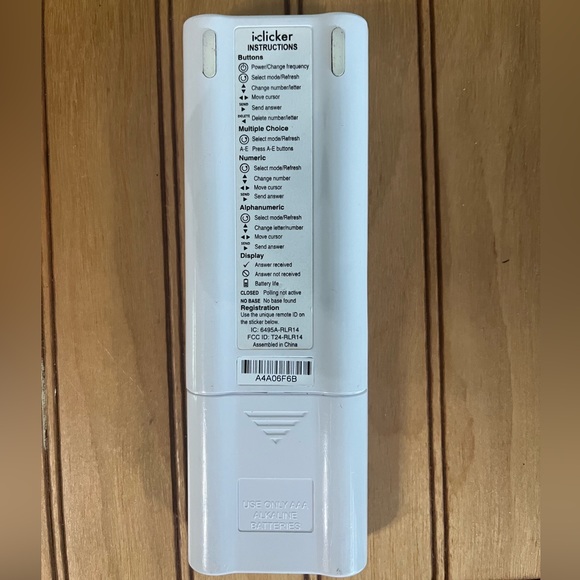 i>clicker
INSTRUCTIONS
Buttons
Power/Change frequency
Select mode/Refresh
▲▼ Change number/letter
◄► Move cursor
SEND ► Send answer
DELETE ◄ Delete number/letter
Multiple Choice
Select mode/Refresh
A-E Press A-E buttons
Numeric
Select mode/Refresh
▲▼ Change number
◄► Move cursor
SEND ► Send answer
Alphanumeric
Select mode/Refresh
▲▼ Change letter/number
◄► Move cursor
SEND ► Send answer
Display
✓ Answer received
Answer not received
Battery life
CLOSED Polling not active
NO BASE No base found
Registration
Use the unique remote ID on
the sticker below.
IC: 6495A-RLR14
FCC ID: T24-RLR14
Assembled in China
A4A06F6B
USE ONLY AAA
ALKALINE
BATTERIES